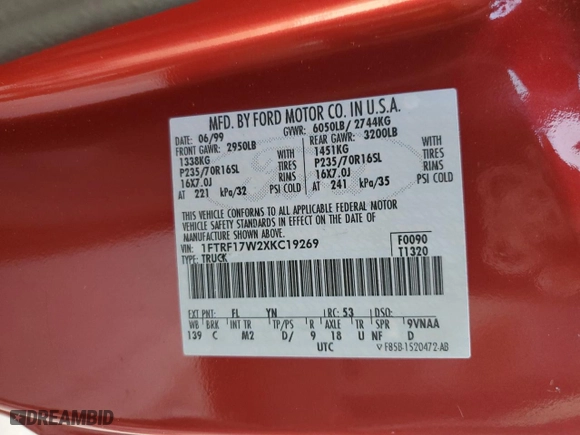 MFD. BY FORD MOTOR CO. IN U.S.A.
DATE: 06/99 GVWR: 6050LB/ 2744KG
FRONT GAWR: 2950LB REAR GAWR: 3200LB
1338KG WITH 1451KG WITH
P235/70R16SL TIRES P235/70R16SL TIRES
16X7.0J RIMS 16X7.0J RIMS
AT 221 kPa/32 PSI COLD AT 241 kPa/35 PSI COLD
THIS VEHICLE CONFORMS TO ALL APPLICABLE FEDERAL MOTOR
VEHICLE SAFETY STANDARDS IN EFFECT ON THE DATE OF
MANUFACTURE SHOWN ABOVE.
VIN: 1FTRF17W2XKC19269 F0090
TYPE: TRUCK T1320
EXT PNT: FL YN RC: 53 DSO:
WB BRK INT TR TP/PS R AXLE TR SPR 9VNAA
139 C M2 D/ 9 18 U NF D
UTC ▽ F85B-1520472-AB
DREAMBID